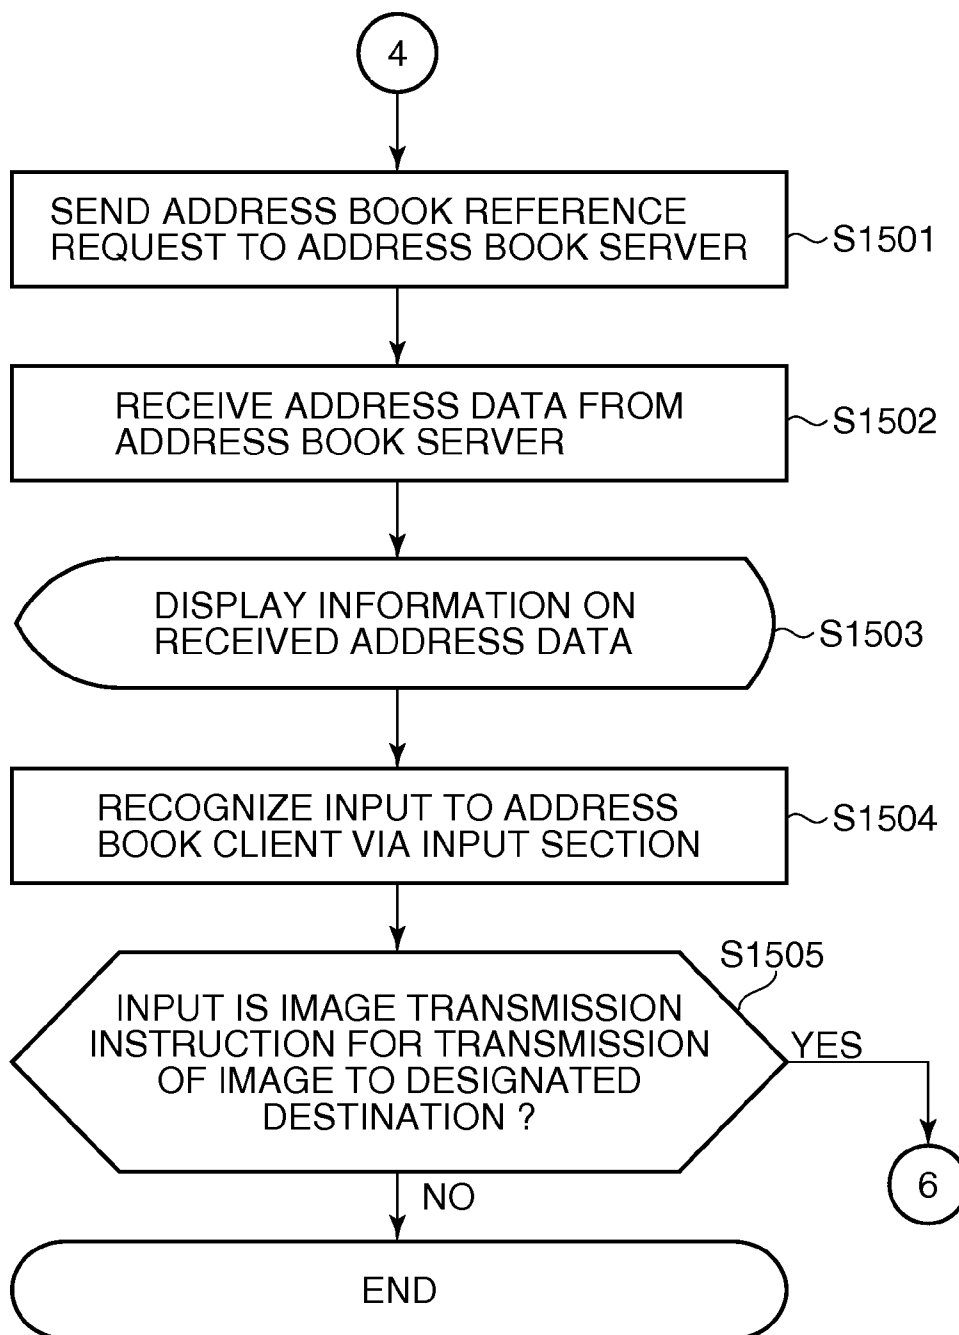 4
SEND ADDRESS BOOK REFERENCE
REQUEST TO ADDRESS BOOK SERVER
S1501
RECEIVE ADDRESS DATA FROM
ADDRESS BOOK SERVER
S1502
DISPLAY INFORMATION ON
RECEIVED ADDRESS DATA
S1503
RECOGNIZE INPUT TO ADDRESS
BOOK CLIENT VIA INPUT SECTION
S1504
S1505
INPUT IS IMAGE TRANSMISSION
INSTRUCTION FOR TRANSMISSION
OF IMAGE TO DESIGNATED
DESTINATION ?
YES
6
NO
END